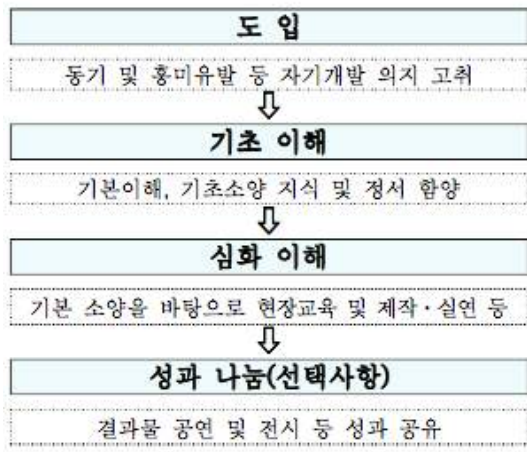 도 입
동기 및 흥미유발 등 자기개발 의지 고취
기초 이해
기본이해, 기초소양 지식 및 정서 함양
심화 이해
기본 소양을 바탕으로 현장교육 및 제작·실연 등
성과 나눔(선택사항)
결과물 공연 및 전시 등 성과 공유